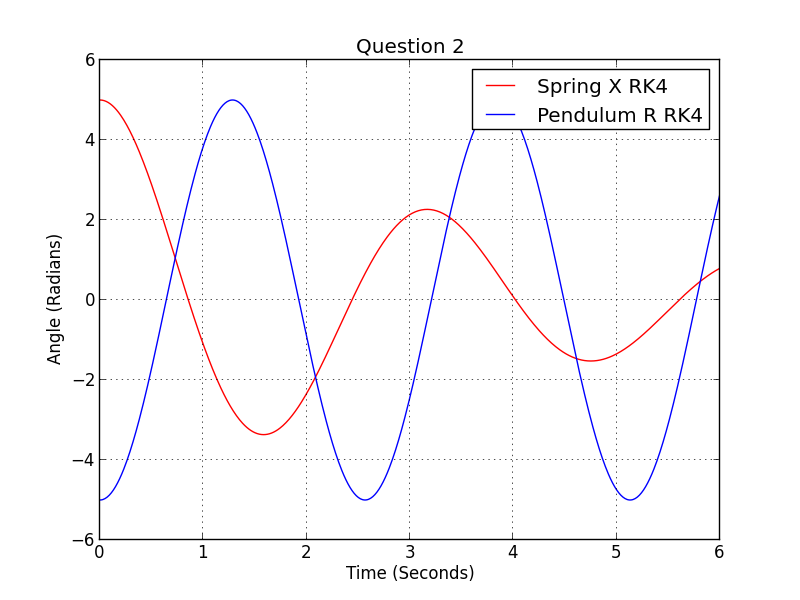 Question 2
Spring X RK4
Pendulum R RK4
6
4
2
0
−2
−4
−6
Angle (Radians)
0 1 2 3 4 5 6
Time (Seconds)